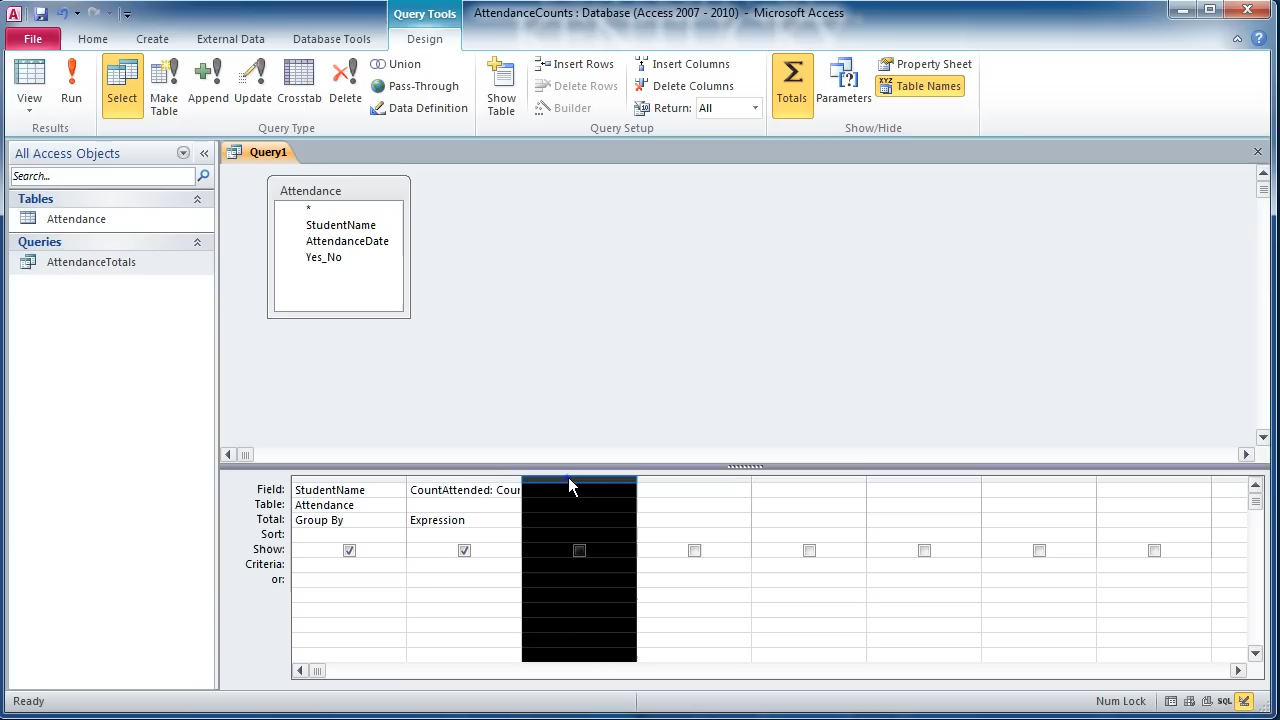 Query Tools
AttendanceCounts : Database (Access 2007 - 2010) - Microsoft Access
File
Home
Create
External Data
Database Tools
Design
View
Run
Select
Make
Table
Append
Update
Crosstab
Delete
Union
Pass-Through
Data Definition
Show
Table
Insert Rows
Delete Rows
Builder
Insert Columns
Delete Columns
Return:
All
Totals
Parameters
Property Sheet
Table Names
Results
Query Type
Query Setup
Show/Hide
All Access Objects
Search...
Tables
Attendance
Queries
AttendanceTotals
Query1
Attendance
*
StudentName
AttendanceDate
Yes_No
Field: StudentName CountAttended: Cour
Table: Attendance
Total: Group By Expression
Sort:
Show:
Criteria:
or:
Ready
Num Lock
SQL